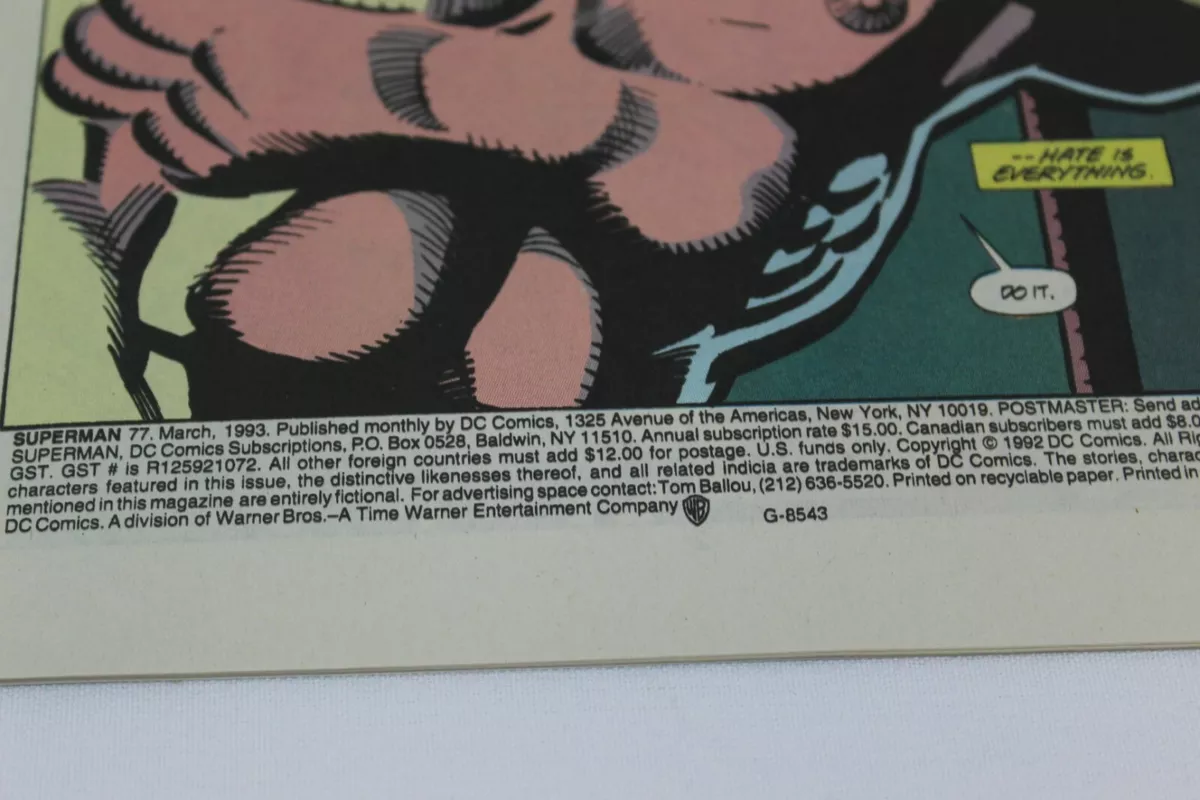 -- HATE IS
EVERYTHING.
DO IT.
SUPERMAN 77. March, 1993. Published monthly by DC Comics, 1325 Avenue of the Americas, New York, NY 10019. POSTMASTER: Send ad
SUPERMAN, DC Comics Subscriptions, P.O. Box 0528, Baldwin, NY 11510. Annual subscription rate $15.00. Canadian subscribers must add $8.0
GST. GST # is R125921072. All other foreign countries must add $12.00 for postage. U.S. funds only. Copyright © 1992 DC Comics. All Rig
characters featured in this issue, the distinctive likenesses thereof, and all related indicia are trademarks of DC Comics. The stories, charac
mentioned in this magazine are entirely fictional. For advertising space contact: Tom Ballou, (212) 636-5520. Printed on recyclable paper. Printed in
DC Comics. A division of Warner Bros.–A Time Warner Entertainment Company WB G-8543